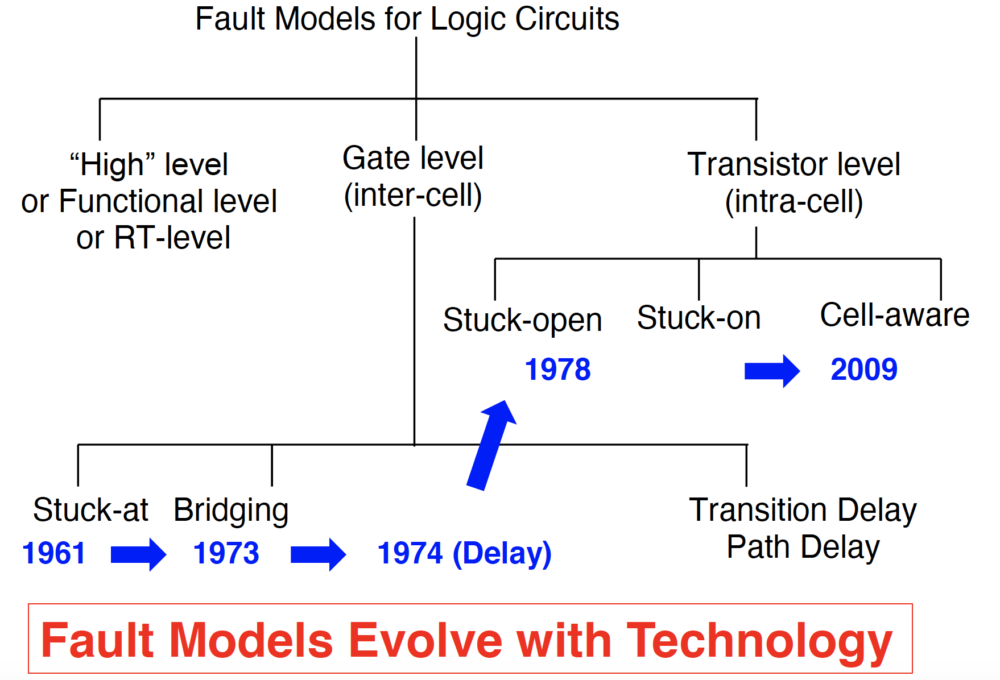 Fault Models for Logic Circuits
“High” level
or Functional level
or RT-level
Gate level
(inter-cell)
Transistor level
(intra-cell)
Stuck-open
Stuck-on
Cell-aware
1978
2009
Stuck-at
Bridging
Transition Delay
Path Delay
1961
1973
1974 (Delay)
Fault Models Evolve with Technology